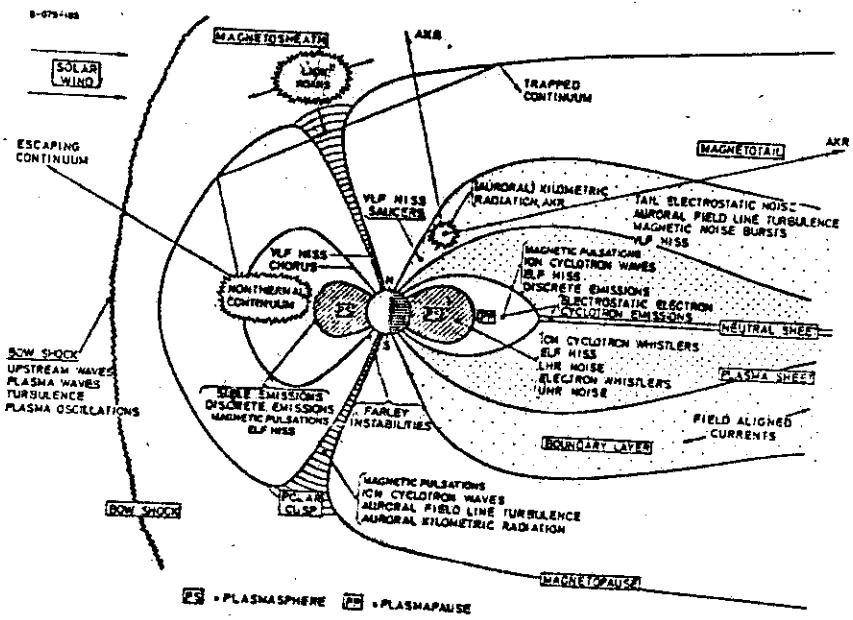 MAGNETOSHEATH
AKR
SOLAR
WIND
"LION"
ROARS
TRAPPED
CONTINUUM
ESCAPING
CONTINUUM
MAGNETOTAIL
AKR
VLF HISS
SAUCERS
(AURORAL) KILOMETRIC
RADIATION, AKR
TAIL ELECTROSTATIC NOISE
AURORAL FIELD LINE TURBULENCE
MAGNETIC NOISE BURSTS
VLF HISS
VLF HISS
CHORUS
MAGNETIC PULSATIONS
ION CYCLOTRON WAVES
ELF HISS
DISCRETE EMISSIONS
NONTHERMAL
CONTINUUM
N
S
PS
PS
PP
ELECTROSTATIC ELECTRON
CYCLOTRON EMISSIONS
NEUTRAL SHEET
ION CYCLOTRON WHISTLERS
ELF HISS
LHR NOISE
ELECTRON WHISTLERS
UHR NOISE
PLASMA SHEET
BOW SHOCK
UPSTREAM WAVES
PLASMA WAVES
TURBULENCE
PLASMA OSCILLATIONS
DISCRETE EMISSIONS
MAGNETIC PULSATIONS
ELF HISS
FARLEY
INSTABILITIES
FIELD ALIGNED
CURRENTS
BOUNDARY LAYER
BOW SHOCK
POLAR
CUSP
MAGNETIC PULSATIONS
ION CYCLOTRON WAVES
AURORAL FIELD LINE TURBULENCE
AURORAL KILOMETRIC RADIATION
MAGNETOPAUSE
PS = PLASMASPHERE PP = PLASMAPAUSE